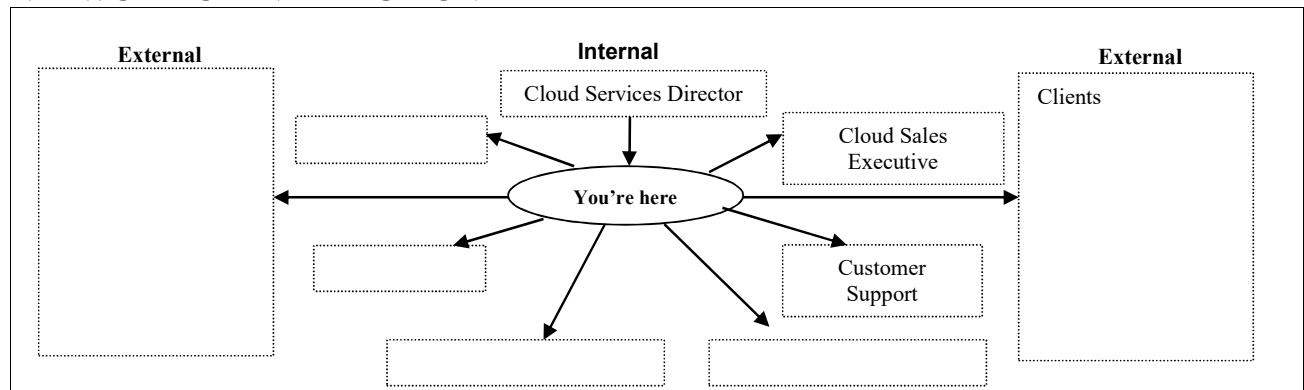 External
Internal
External
Cloud Services Director
Clients
Cloud Sales
Executive
You're here
Customer
Support